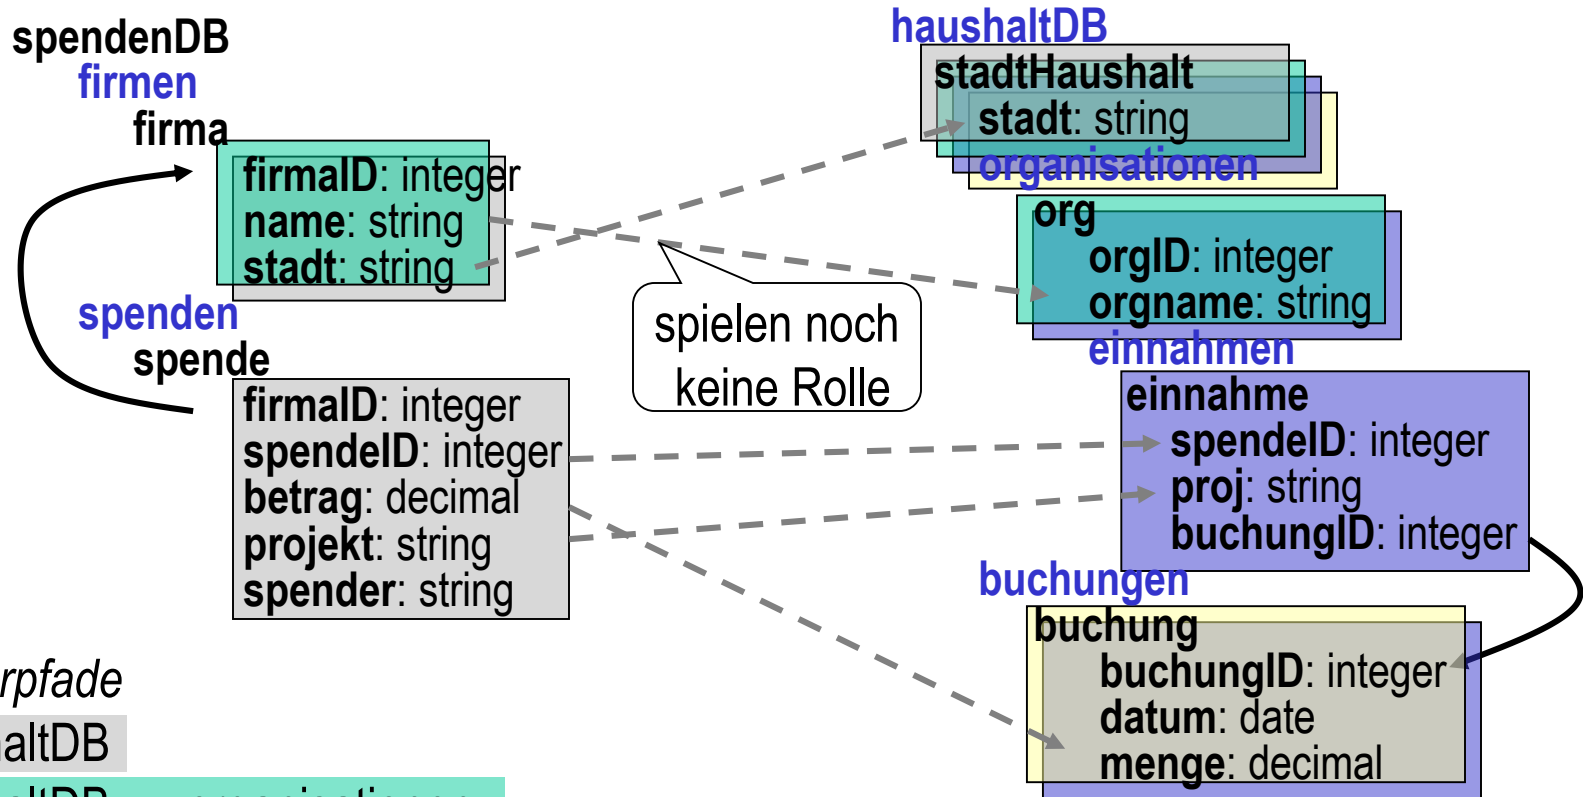 spendenDB
firmen
firma
firmaID: integer
name: string
stadt: string
spenden
spende
firmaID: integer
spendeID: integer
betrag: decimal
projekt: string
spender: string
spielen noch
keine Rolle
haushaltDB
stadtHaushalt
stadt: string
organisationen
org
orgID: integer
orgname: string
einnahmen
einnahme
spendeID: integer
proj: string
buchungID: integer
buchungen
buchung
buchungID: integer
datum: date
menge: decimal